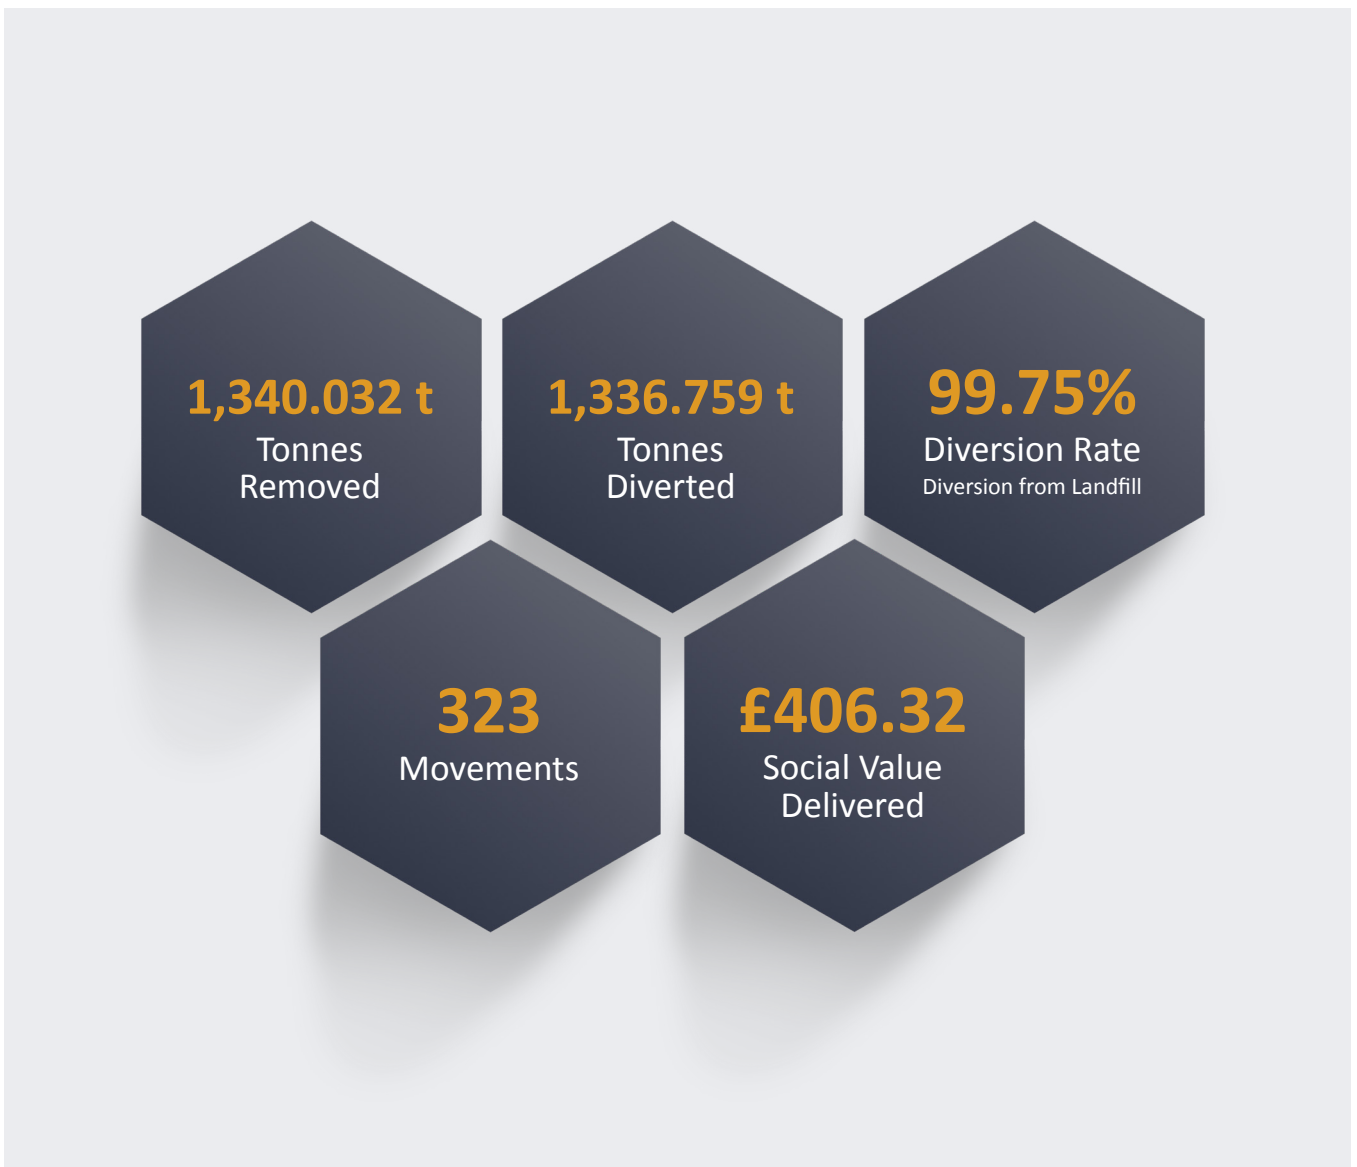 1,340.032 t
Tonnes
Removed
1,336.759 t
Tonnes
Diverted
99.75%
Diversion Rate
Diversion from Landfill
323
Movements
£406.32
Social Value
Delivered